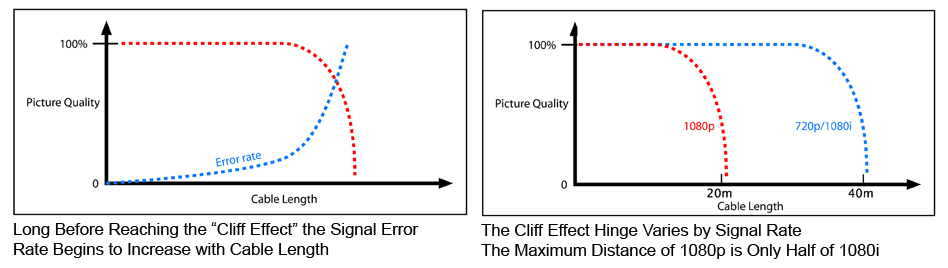 100%
Picture Quality
Error rate
0
Cable Length
Long Before Reaching the “Cliff Effect” the Signal Error
Rate Begins to Increase with Cable Length
100%
Picture Quality
1080p
720p/1080i
0
20m
40m
Cable Length
The Cliff Effect Hinge Varies by Signal Rate
The Maximum Distance of 1080p is Only Half of 1080i